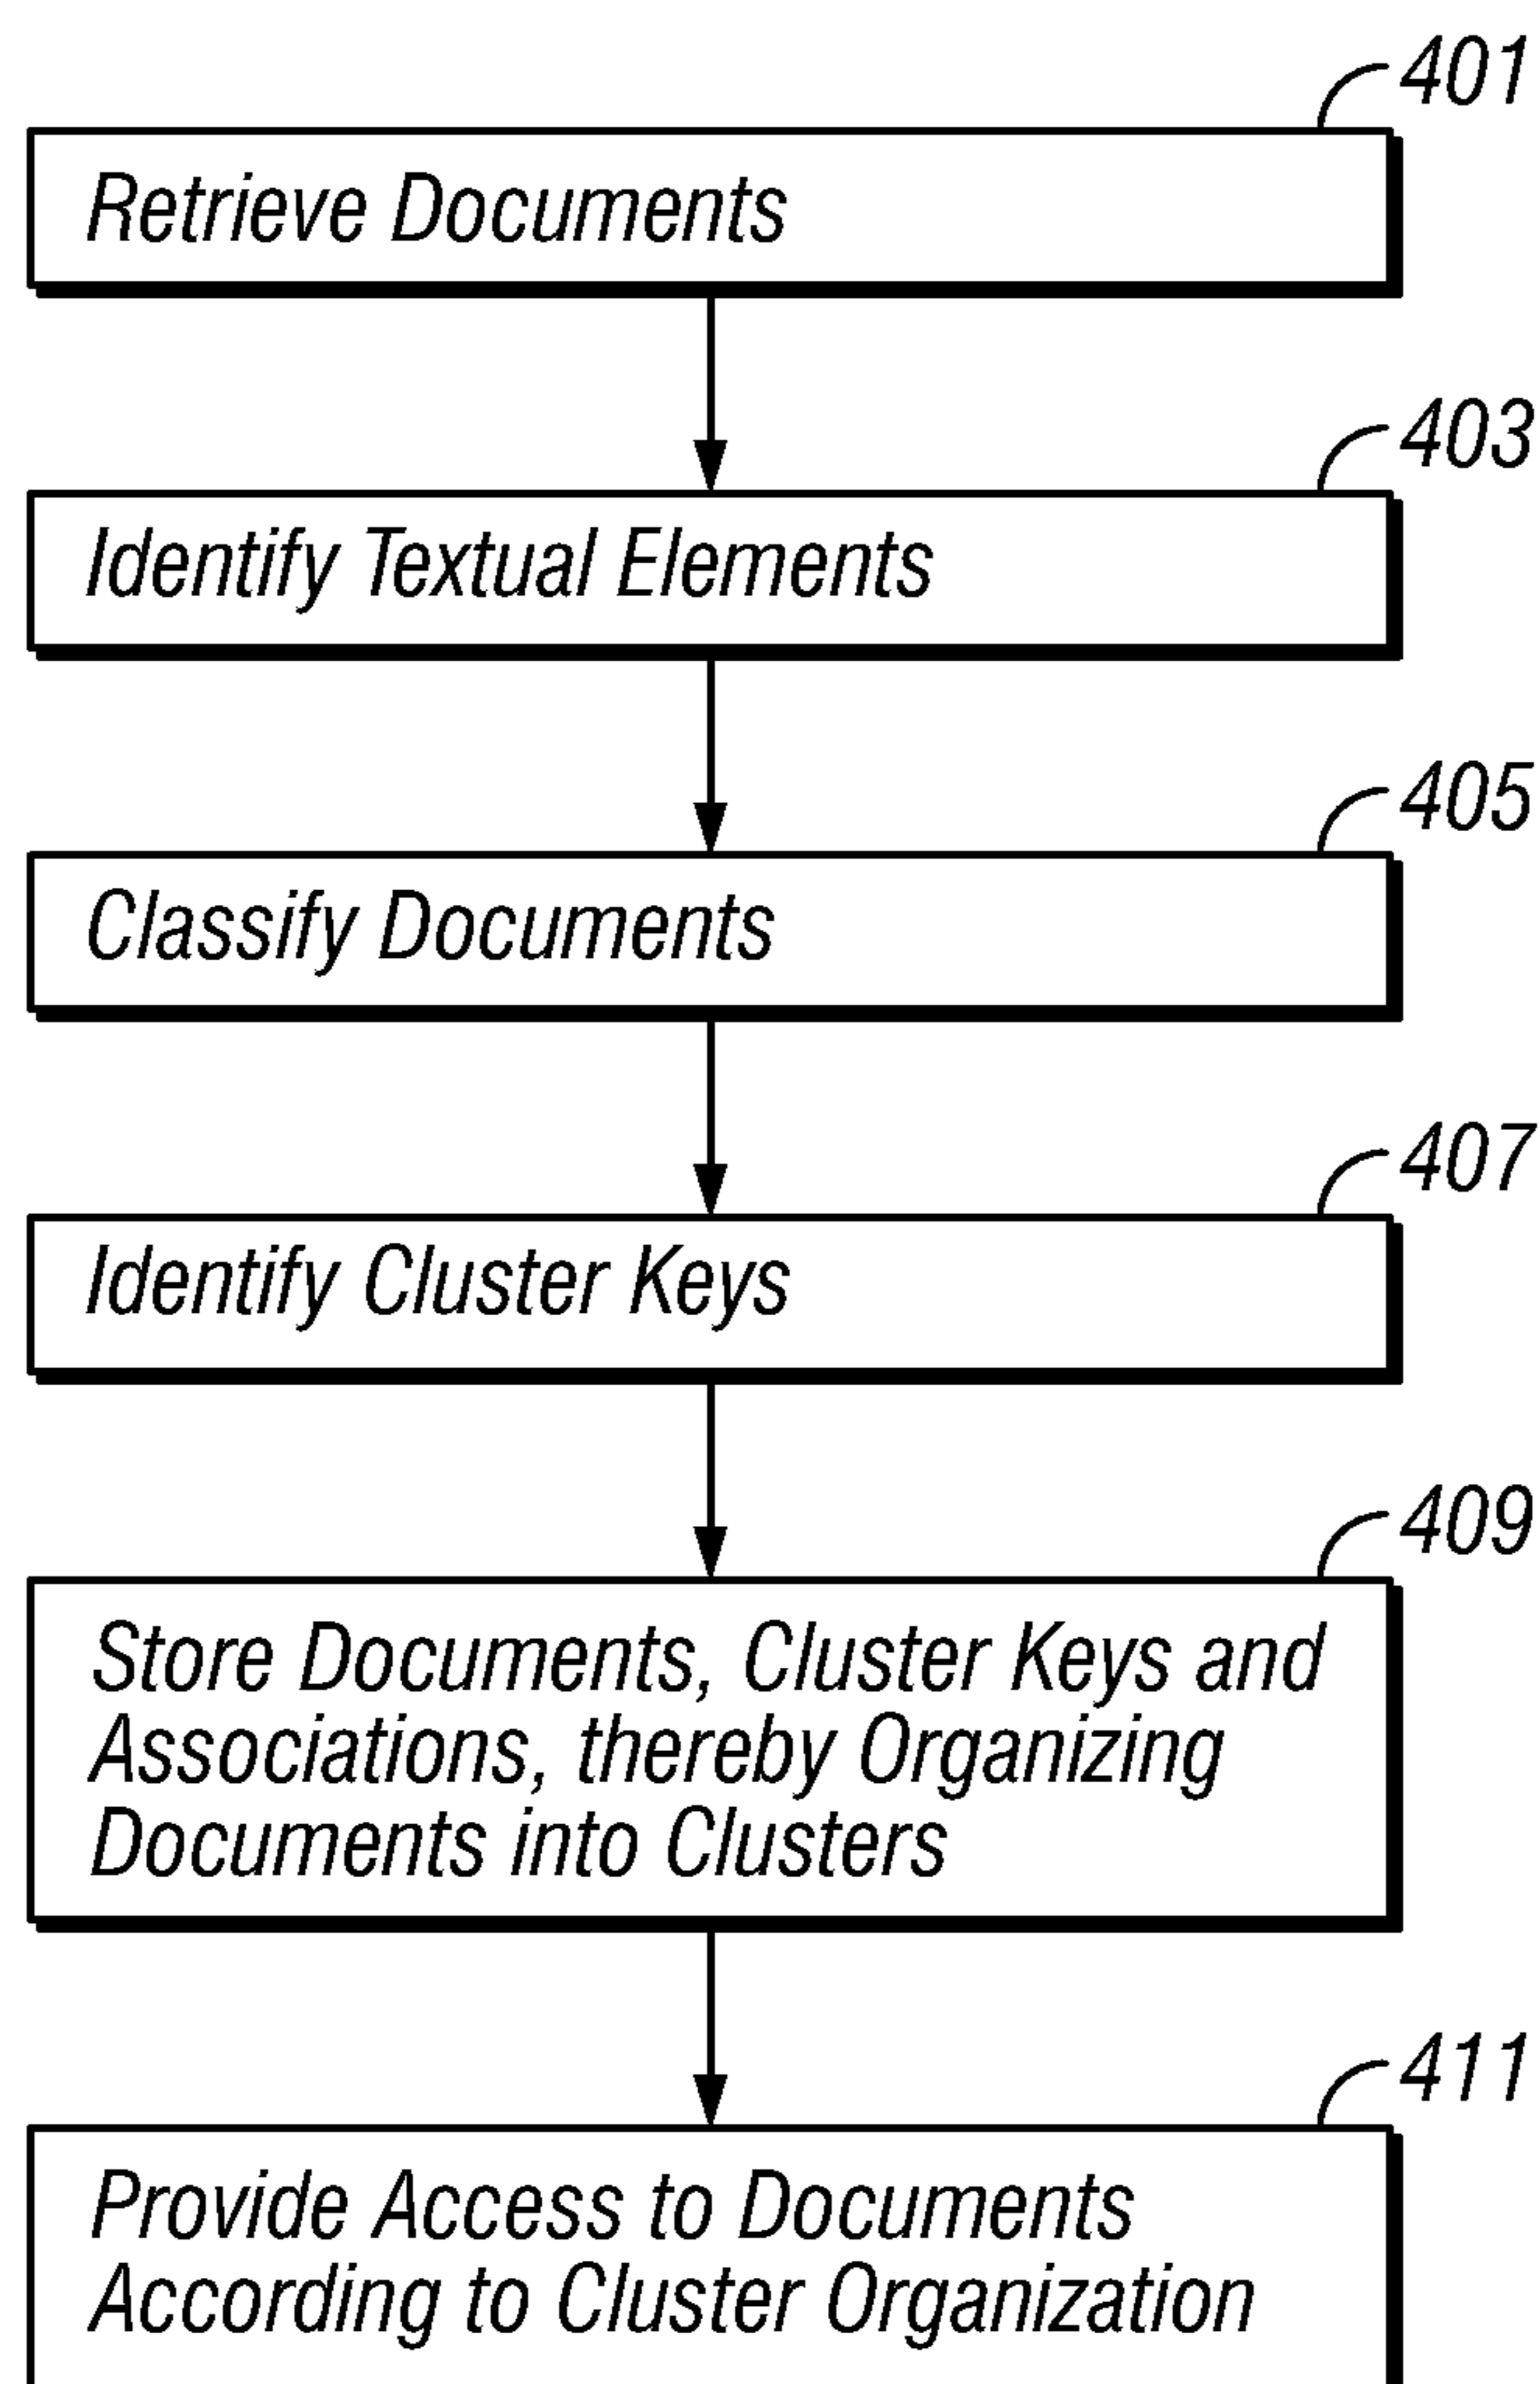 401
Retrieve Documents
403
Identify Textual Elements
405
Classify Documents
407
Identify Cluster Keys
409
Store Documents, Cluster Keys and
Associations, thereby Organizing
Documents into Clusters
411
Provide Access to Documents
According to Cluster Organization